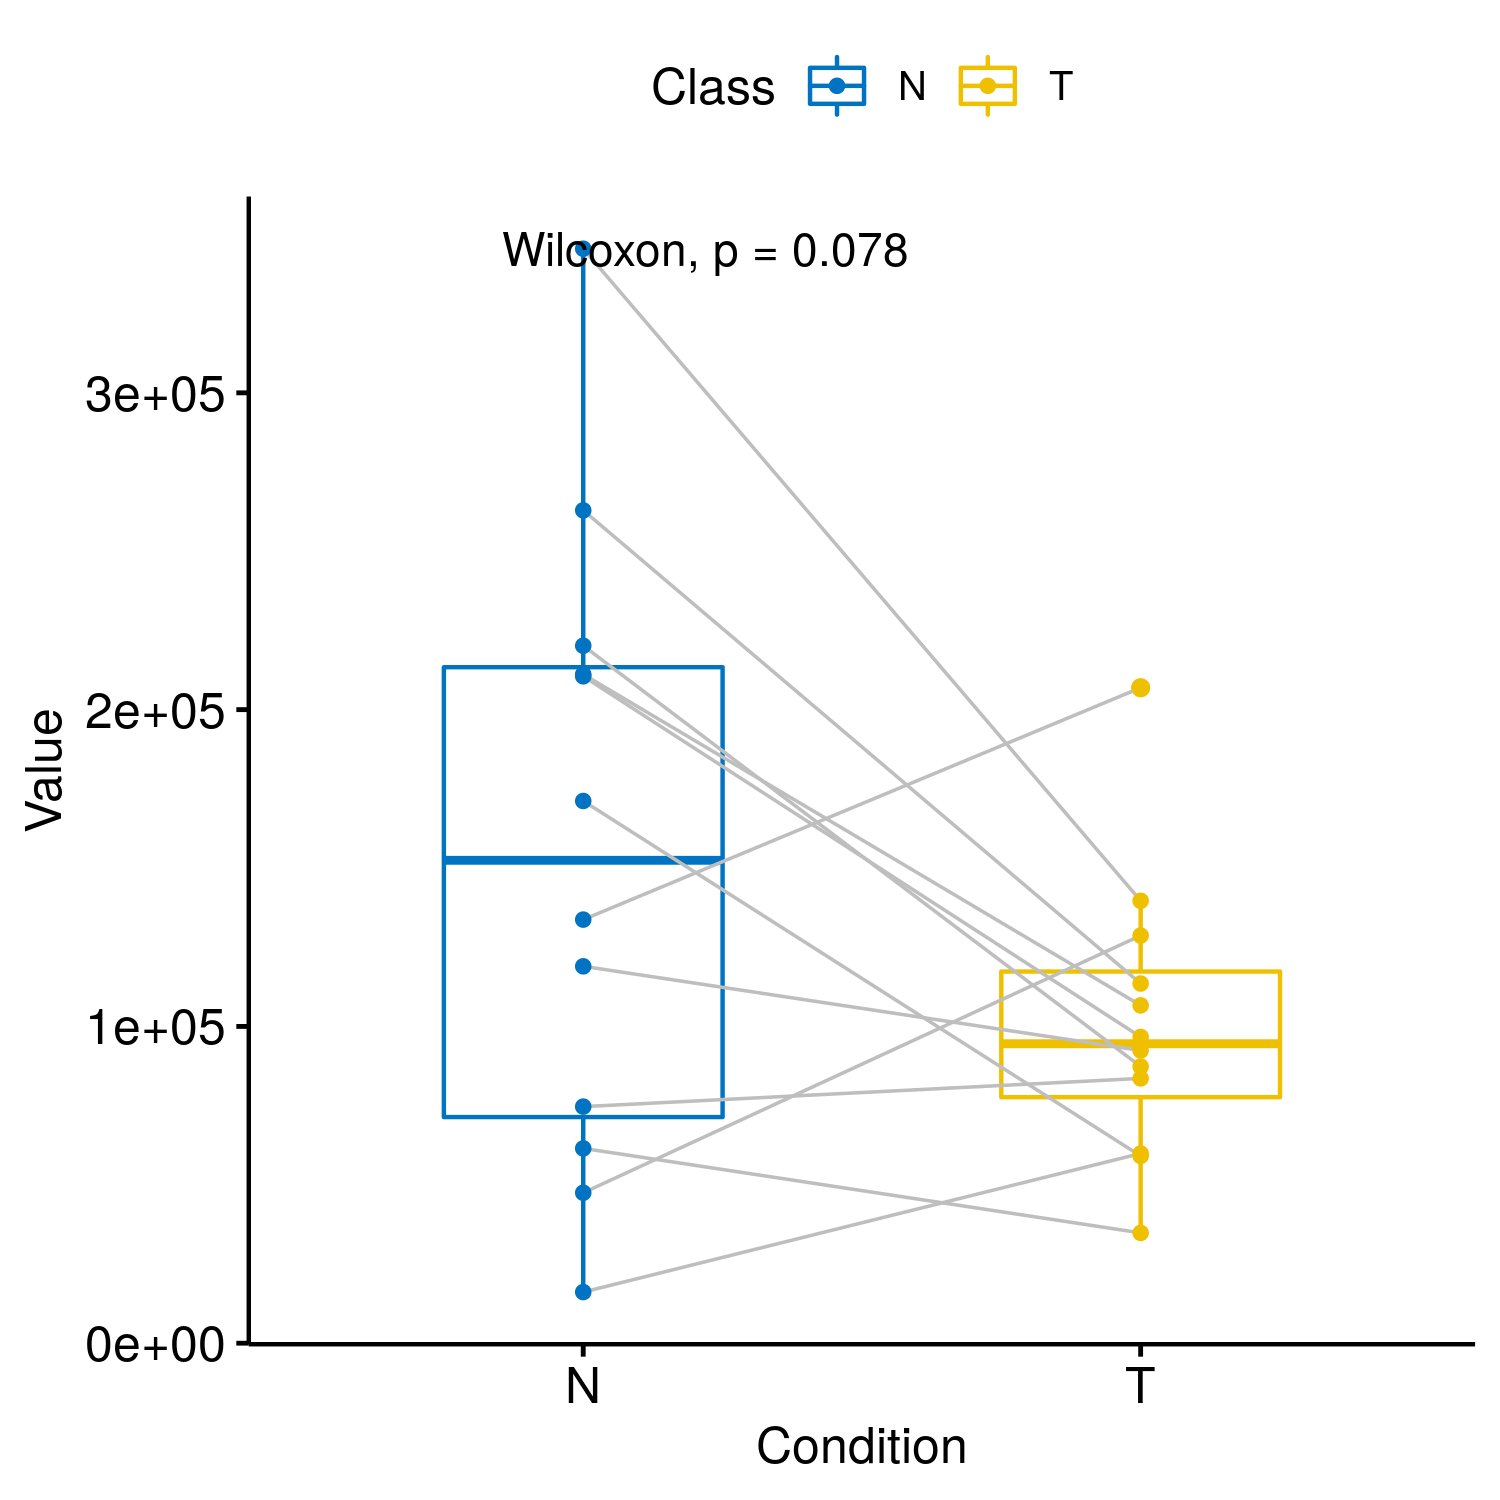 Class N T
Wilcoxon, p = 0.078
3e+05
2e+05
1e+05
0e+00
Value
N T
Condition